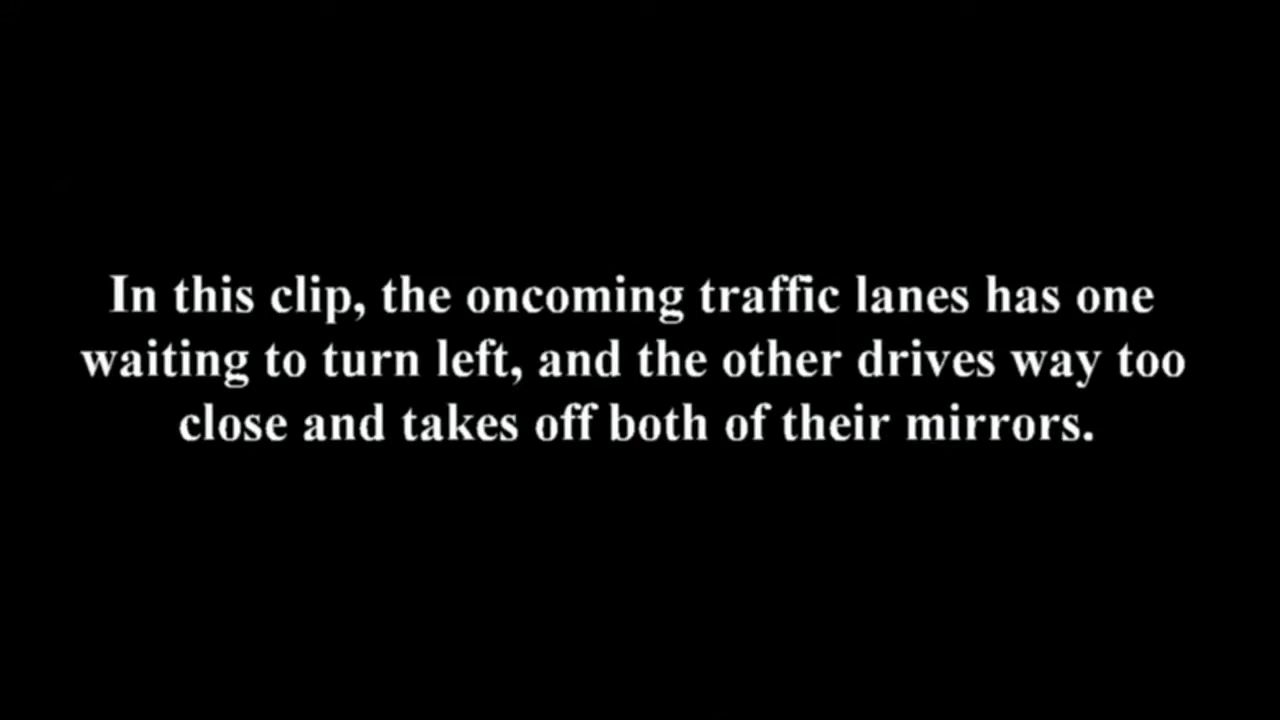 In this clip, the oncoming traffic lanes has one
waiting to turn left, and the other drives way too
close and takes off both of their mirrors.